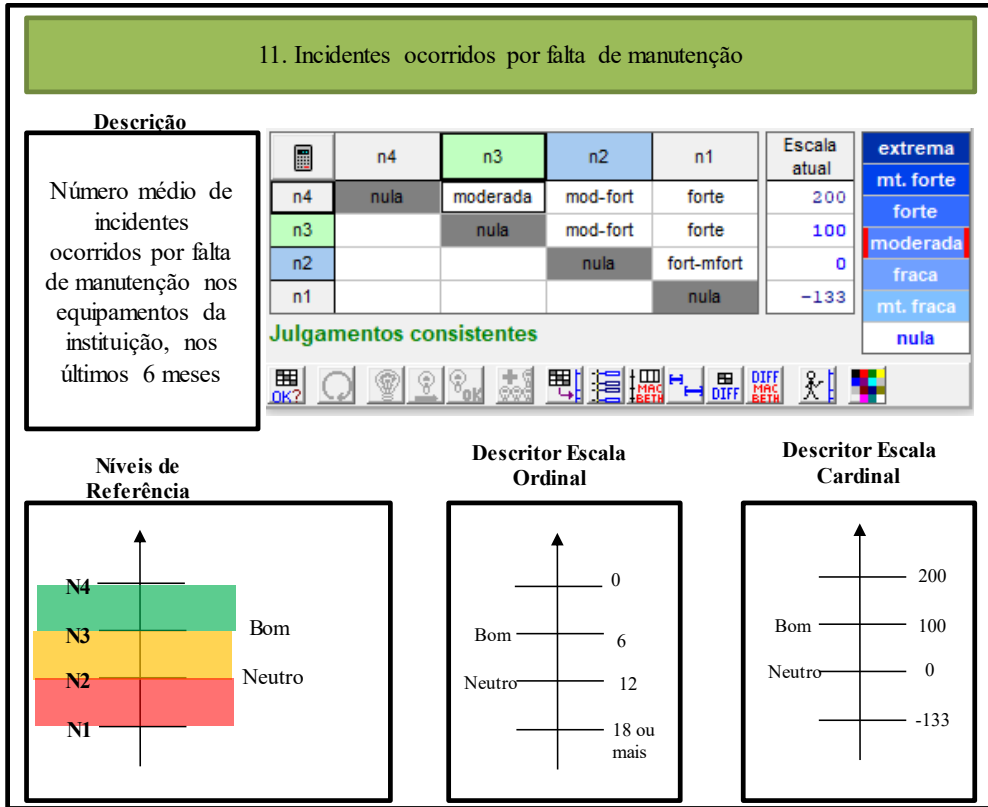 11. Incidentes ocorridos por falta de manutenção
Descrição
Número médio de
incidentes
ocorridos por falta
de manutenção nos
equipamentos da
instituição, nos
últimos 6 meses
n4 n3 n2 n1 Escala atual
n4 nula moderada mod-fort forte 200
n3 nula mod-fort forte 100
n2 nula fort-mfort 0
n1 nula -133
extrema
mt. forte
forte
moderada
fraca
mt. fraca
nula
Julgamentos consistentes
OK? OK MAC BETH DIFF DIFF MAC BETH
Níveis de
Referência
N4
N3 Bom
N2 Neutro
N1
Descritor Escala
Ordinal
0
Bom 6
Neutro 12
18 ou
mais
Descritor Escala
Cardinal
200
Bom 100
Neutro 0
-133